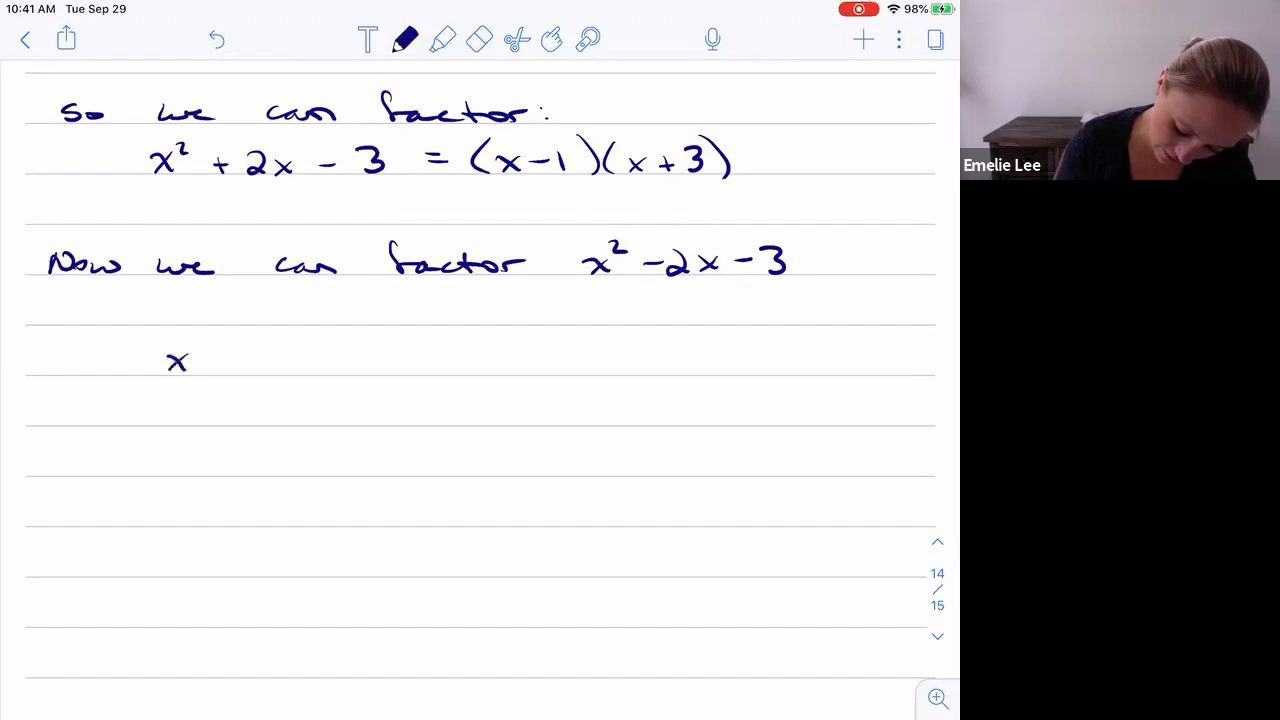 10:41 AM Tue Sep 29
98%
T
So we can factor:
x² + 2x - 3 = (x-1)(x+3)
Now we can factor x² - 2x - 3
x
14
/
15
Emelie Lee